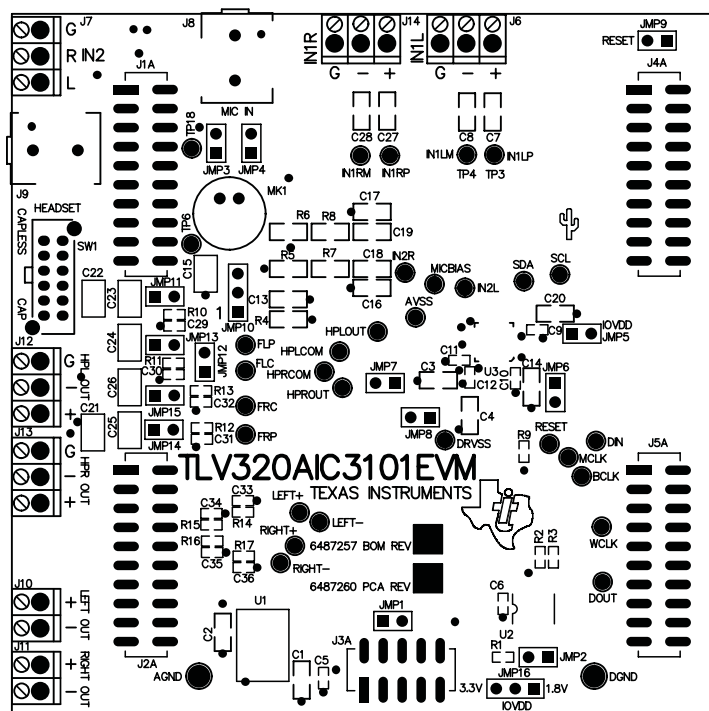 J7
G
R IN2
L
J8
MIC IN
IN1R
J14
G - +
IN1L
J6
G - +
JMP9
RESET
J1A
J4A
TP18
JMP3
JMP4
C28
C27
C8
C7
IN1RM
IN1RP
IN1LM
TP4
TP3
IN1LP
J9
HEADSET
CAPLESS
SW1
CAP
MK1
TP6
C17
R6
R8
C19
C15
R5
R7
C18
C16
IN2R
MICBIAS
IN2L
SDA
SCL
C22
C23
JMP11
R10
C29
C13
R4
1
JMP10
AVSS
C20
C9
IOVDD
JMP5
J12
G
HPL OUT
-
+
C24
JMP13
R11
C30
JMP12
FLP
FLC
HPLOUT
HPLCOM
HPRCOM
HPROUT
JMP7
C11
C3
U3
C12
C10
C14
JMP6
C26
C21
C25
JMP15
JMP14
R13
C32
R12
C31
FRC
FRP
JMP8
C4
DRVSS
J13
G
HPR OUT
-
+
R9
RESET
MCLK
DIN
BCLK
TLV320AIC3101EVM
TEXAS INSTRUMENTS
J5A
C34
R15
R16
C35
C33
R14
R17
C36
LEFT+
LEFT-
RIGHT+
RIGHT-
6487257 BOM REV
6487260 PCA REV
R2
R3
WCLK
DOUT
J10
+
LEFT OUT
-
J11
+
RIGHT OUT
-
J2A
AGND
C2
U1
C1
C5
J3A
JMP1
C6
U2
R1
JMP2
JMP16
3.3V
1.8V
IOVDD
DGND